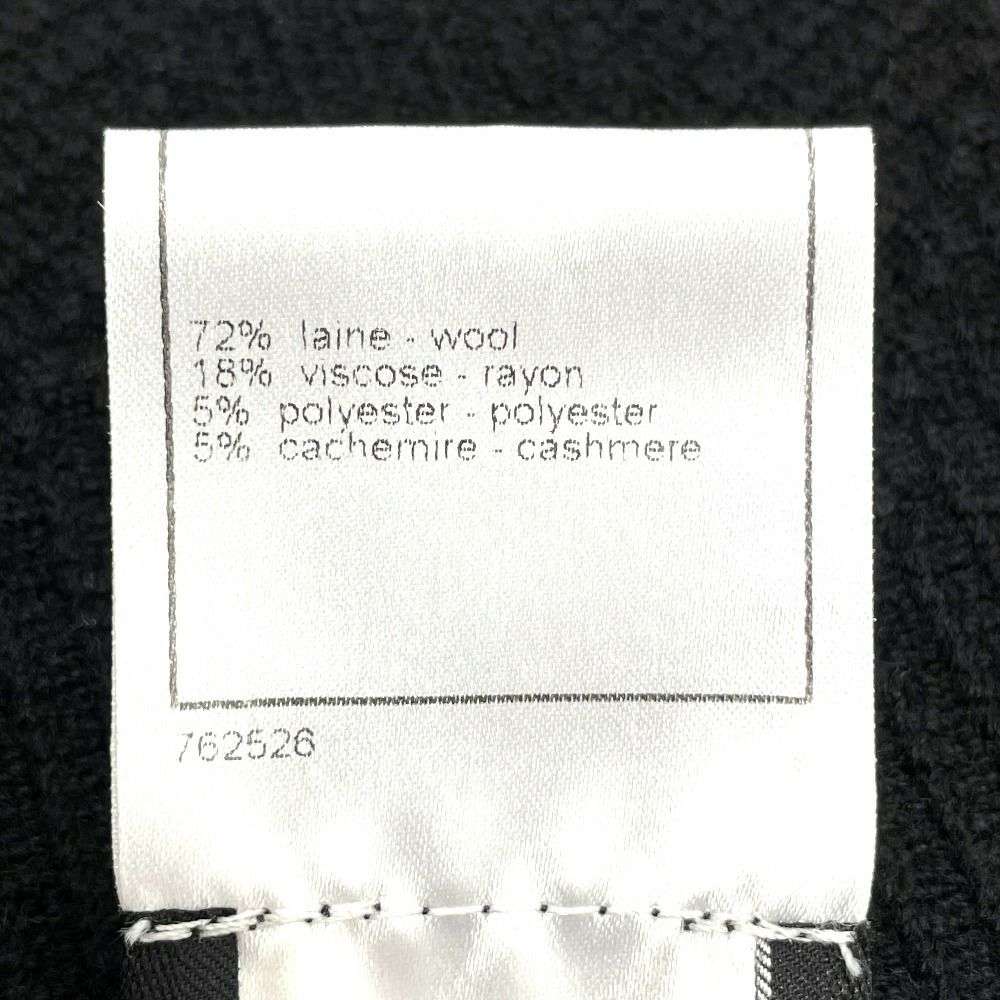 72% laine - wool
18% viscose - rayon
5% polyester - polyester
5% cachemire - cashmere
762526